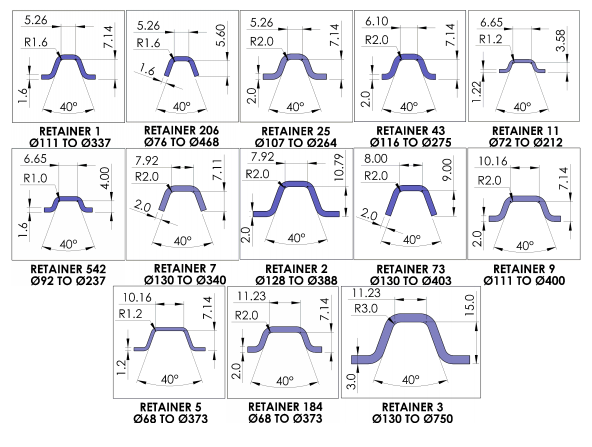 5.26
R1.6
7.14
1.6
40°
RETAINER 1
Ø111 TO Ø337
5.26
R1.6
5.60
1.6
40°
RETAINER 206
Ø76 TO Ø468
5.26
R2.0
7.14
2.0
40°
RETAINER 25
Ø107 TO Ø264
6.10
R2.0
7.14
2.0
40°
RETAINER 43
Ø116 TO Ø275
6.65
R1.2
3.58
1.22
40°
RETAINER 11
Ø72 TO Ø212
6.65
R1.0
4.00
1.6
40°
RETAINER 542
Ø92 TO Ø237
7.92
R2.0
7.11
2.0
40°
RETAINER 7
Ø130 TO Ø340
7.92
R2.0
10.79
2.0
40°
RETAINER 2
Ø128 TO Ø388
8.00
R2.0
9.00
2.0
40°
RETAINER 73
Ø130 TO Ø403
10.16
R2.0
7.14
2.0
40°
RETAINER 9
Ø111 TO Ø400
10.16
R1.2
7.14
1.2
40°
RETAINER 5
Ø68 TO Ø373
11.23
R2.0
7.14
2.0
40°
RETAINER 184
Ø68 TO Ø373
11.23
R3.0
15.0
3.0
40°
RETAINER 3
Ø130 TO Ø750